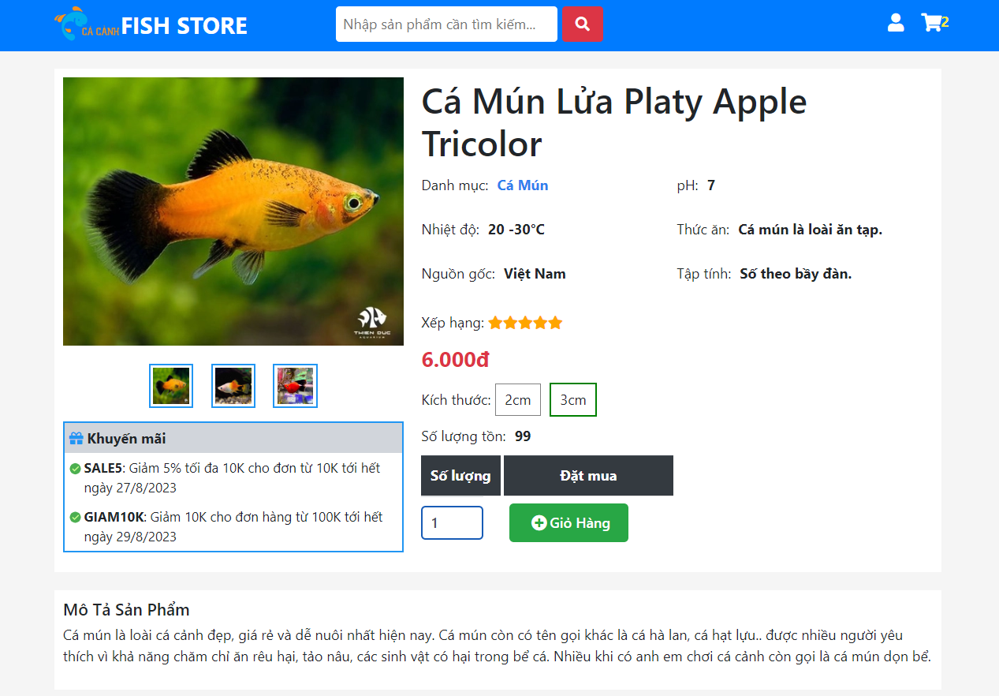 CÁ CẢNH FISH STORE
Nhập sản phẩm cần tìm kiếm...
2
THIEN DUC
AQUARIUM
Cá Mún Lửa Platy Apple
Tricolor
Danh mục: Cá Mún
pH: 7
Nhiệt độ: 20 -30°C
Thức ăn: Cá mún là loài ăn tạp.
Nguồn gốc: Việt Nam
Tập tính: Số theo bầy đàn.
Xếp hạng:
6.000đ
Kích thước: 2cm 3cm
Số lượng tồn: 99
Số lượng Đặt mua
1 Giỏ Hàng
Khuyến mãi
SALE5: Giảm 5% tối đa 10K cho đơn từ 10K tới hết
ngày 27/8/2023
GIAM10K: Giảm 10K cho đơn hàng từ 100K tới hết
ngày 29/8/2023
Mô Tả Sản Phẩm
Cá mún là loài cá cảnh đẹp, giá rẻ và dễ nuôi nhất hiện nay. Cá mún còn có tên gọi khác là cá hà lan, cá hạt lựu.. được nhiều người yêu
thích vì khả năng chăm chỉ ăn rêu hại, tảo nâu, các sinh vật có hại trong bể cá. Nhiều khi có anh em chơi cá cảnh còn gọi là cá mún dọn bể.